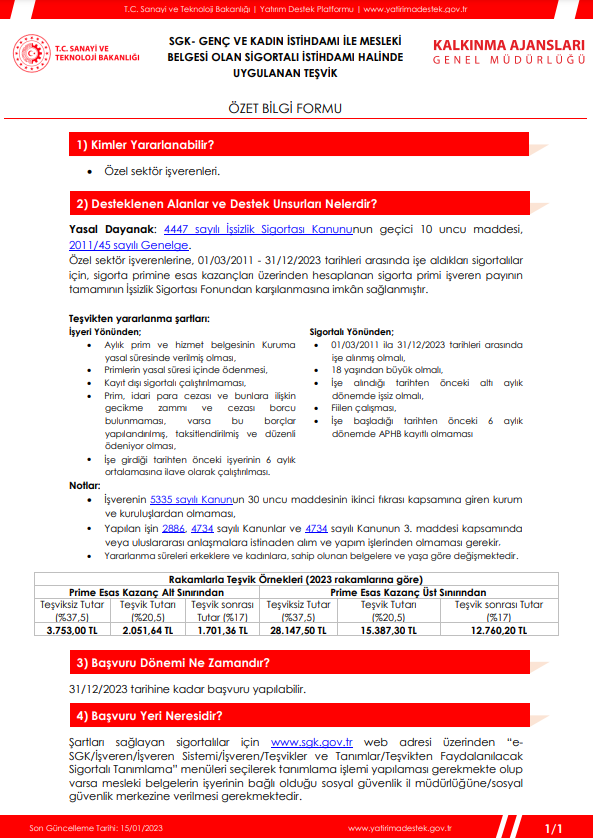 T.C. Sanayi ve Teknoloji Bakanlığı | Yatırım Destek Platformu | www.yatirimadestek.gov.tr
T.C. SANAYİ VE
TEKNOLOJİ BAKANLIĞI
SGK- GENÇ VE KADIN İSTİHDAMI İLE MESLEKİ
BELGESİ OLAN SİGORTALI İSTİHDAMI HALİNDE
UYGULANAN TEŞVİK
KALKINMA AJANSLARI
GENEL MÜDÜRLÜĞÜ
ÖZET BİLGİ FORMU
1) Kimler Yararlanabilir?
• Özel sektör işverenleri.
2) Desteklenen Alanlar ve Destek Unsurları Nelerdir?
Yasal Dayanak: 4447 sayılı İşsizlik Sigortası Kanununun geçici 10 uncu maddesi,
2011/45 sayılı Genelge.
Özel sektör işverenlerine, 01/03/2011 - 31/12/2023 tarihleri arasında işe aldıkları sigortalılar
için, sigorta primine esas kazançları üzerinden hesaplanan sigorta primi işveren payının
tamamının İşsizlik Sigortası Fonundan karşılanmasına imkân sağlanmıştır.
Teşvikten yararlanma şartları:
İşyeri Yönünden;
• Aylık prim ve hizmet belgesinin Kuruma
yasal süresinde verilmiş olması,
• Primlerin yasal süresi içinde ödenmesi,
• Kayıt dışı sigortalı çalıştırılmaması,
• Prim, idari para cezası ve bunlara ilişkin
gecikme zammı ve cezası borcu
bulunmaması, varsa bu borçlar
yapılandırılmış, taksitlendirilmiş ve düzenli
ödeniyor olması,
• İşe girdiği tarihten önceki işyerinin 6 aylık
ortalamasına ilave olarak çalıştırılması.
Sigortalı Yönünden;
• 01/03/2011 ila 31/12/2023 tarihleri arasında
işe alınmış olmalı,
• 18 yaşından büyük olmalı,
• İşe alındığı tarihten önceki altı aylık
dönemde işsiz olmalı,
• Fiilen çalışması,
• İşe başladığı tarihten önceki 6 aylık
dönemde APHB kayıtlı olmaması
Notlar:
• İşverenin 5335 sayılı Kanunun 30 uncu maddesinin ikinci fıkrası kapsamına giren kurum
ve kuruluşlardan olmaması,
• Yapılan işin 2886, 4734 sayılı Kanunlar ve 4734 sayılı Kanunun 3. maddesi kapsamında
veya uluslararası anlaşmalara istinaden alım ve yapım işlerinden olmaması gerekir.
• Yararlanma süreleri erkeklere ve kadınlara, sahip olunan belgelere ve yaşa göre değişmektedir.
Rakamlarla Teşvik Örnekleri (2023 rakamlarına göre)
Prime Esas Kazanç Alt Sınırından Prime Esas Kazanç Üst Sınırından
Teşviksiz Tutar Teşvik Tutarı Teşvik sonrası Teşviksiz Tutar Teşvik Tutarı Teşvik sonrası Tutar
(%37,5) (%20,5) Tutar (%17) (%37,5) (%20,5) (%17)
3.753,00 TL 2.051,64 TL 1.701,36 TL 28.147,50 TL 15.387,30 TL 12.760,20 TL
3) Başvuru Dönemi Ne Zamandır?
31/12/2023 tarihine kadar başvuru yapılabilir.
4) Başvuru Yeri Neresidir?
Şartları sağlayan sigortalılar için www.sgk.gov.tr web adresi üzerinden “e-
SGK/İşveren/İşveren Sistemi/İşveren/Teşvikler ve Tanımlar/Teşvikten Faydalanılacak
Sigortalı Tanımlama” menüleri seçilerek tanımlama işlemi yapılaması gerekmekte olup
varsa mesleki belgelerin işyerinin bağlı olduğu sosyal güvenlik il müdürlüğüne/sosyal
güvenlik merkezine verilmesi gerekmektedir.
Son Güncelleme Tarihi: 15/01/2023 www.yatirimadestek.gov.tr 1/1